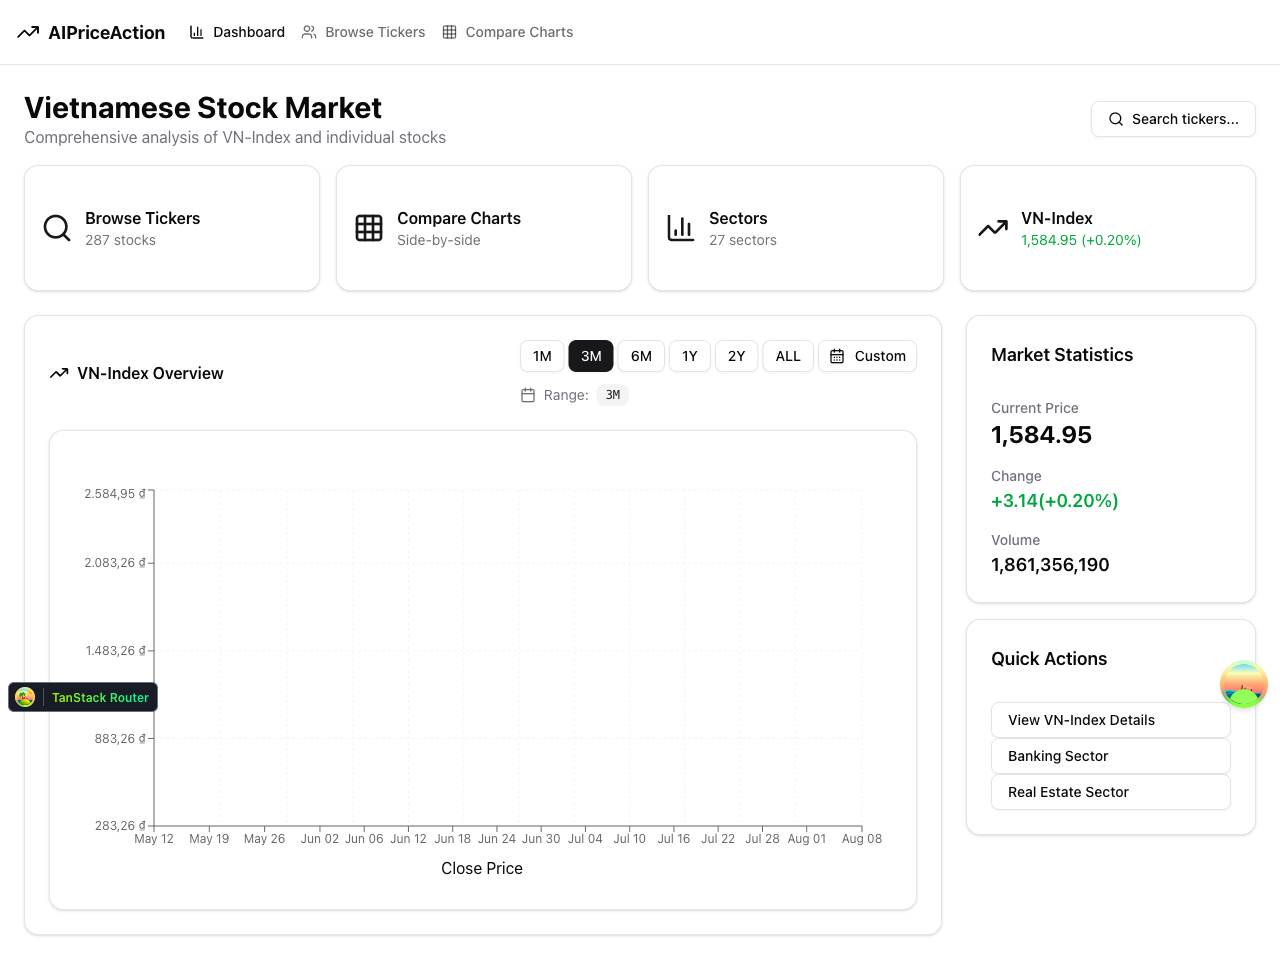 AIPriceAction
Dashboard
Browse Tickers
Compare Charts
Vietnamese Stock Market
Comprehensive analysis of VN-Index and individual stocks
Search tickers...
Browse Tickers
287 stocks
Compare Charts
Side-by-side
Sectors
27 sectors
VN-Index
1,584.95 (+0.20%)
VN-Index Overview
1M
3M
6M
1Y
2Y
ALL
Custom
Range: 3M
2.584,95 ₫
2.083,26 ₫
1.483,26 ₫
883,26 ₫
283,26 ₫
May 12
May 19
May 26
Jun 02
Jun 06
Jun 12
Jun 18
Jun 24
Jun 30
Jul 04
Jul 10
Jul 16
Jul 22
Jul 28
Aug 01
Aug 08
Close Price
TanStack Router
Market Statistics
Current Price
1,584.95
Change
+3.14(+0.20%)
Volume
1,861,356,190
Quick Actions
View VN-Index Details
Banking Sector
Real Estate Sector